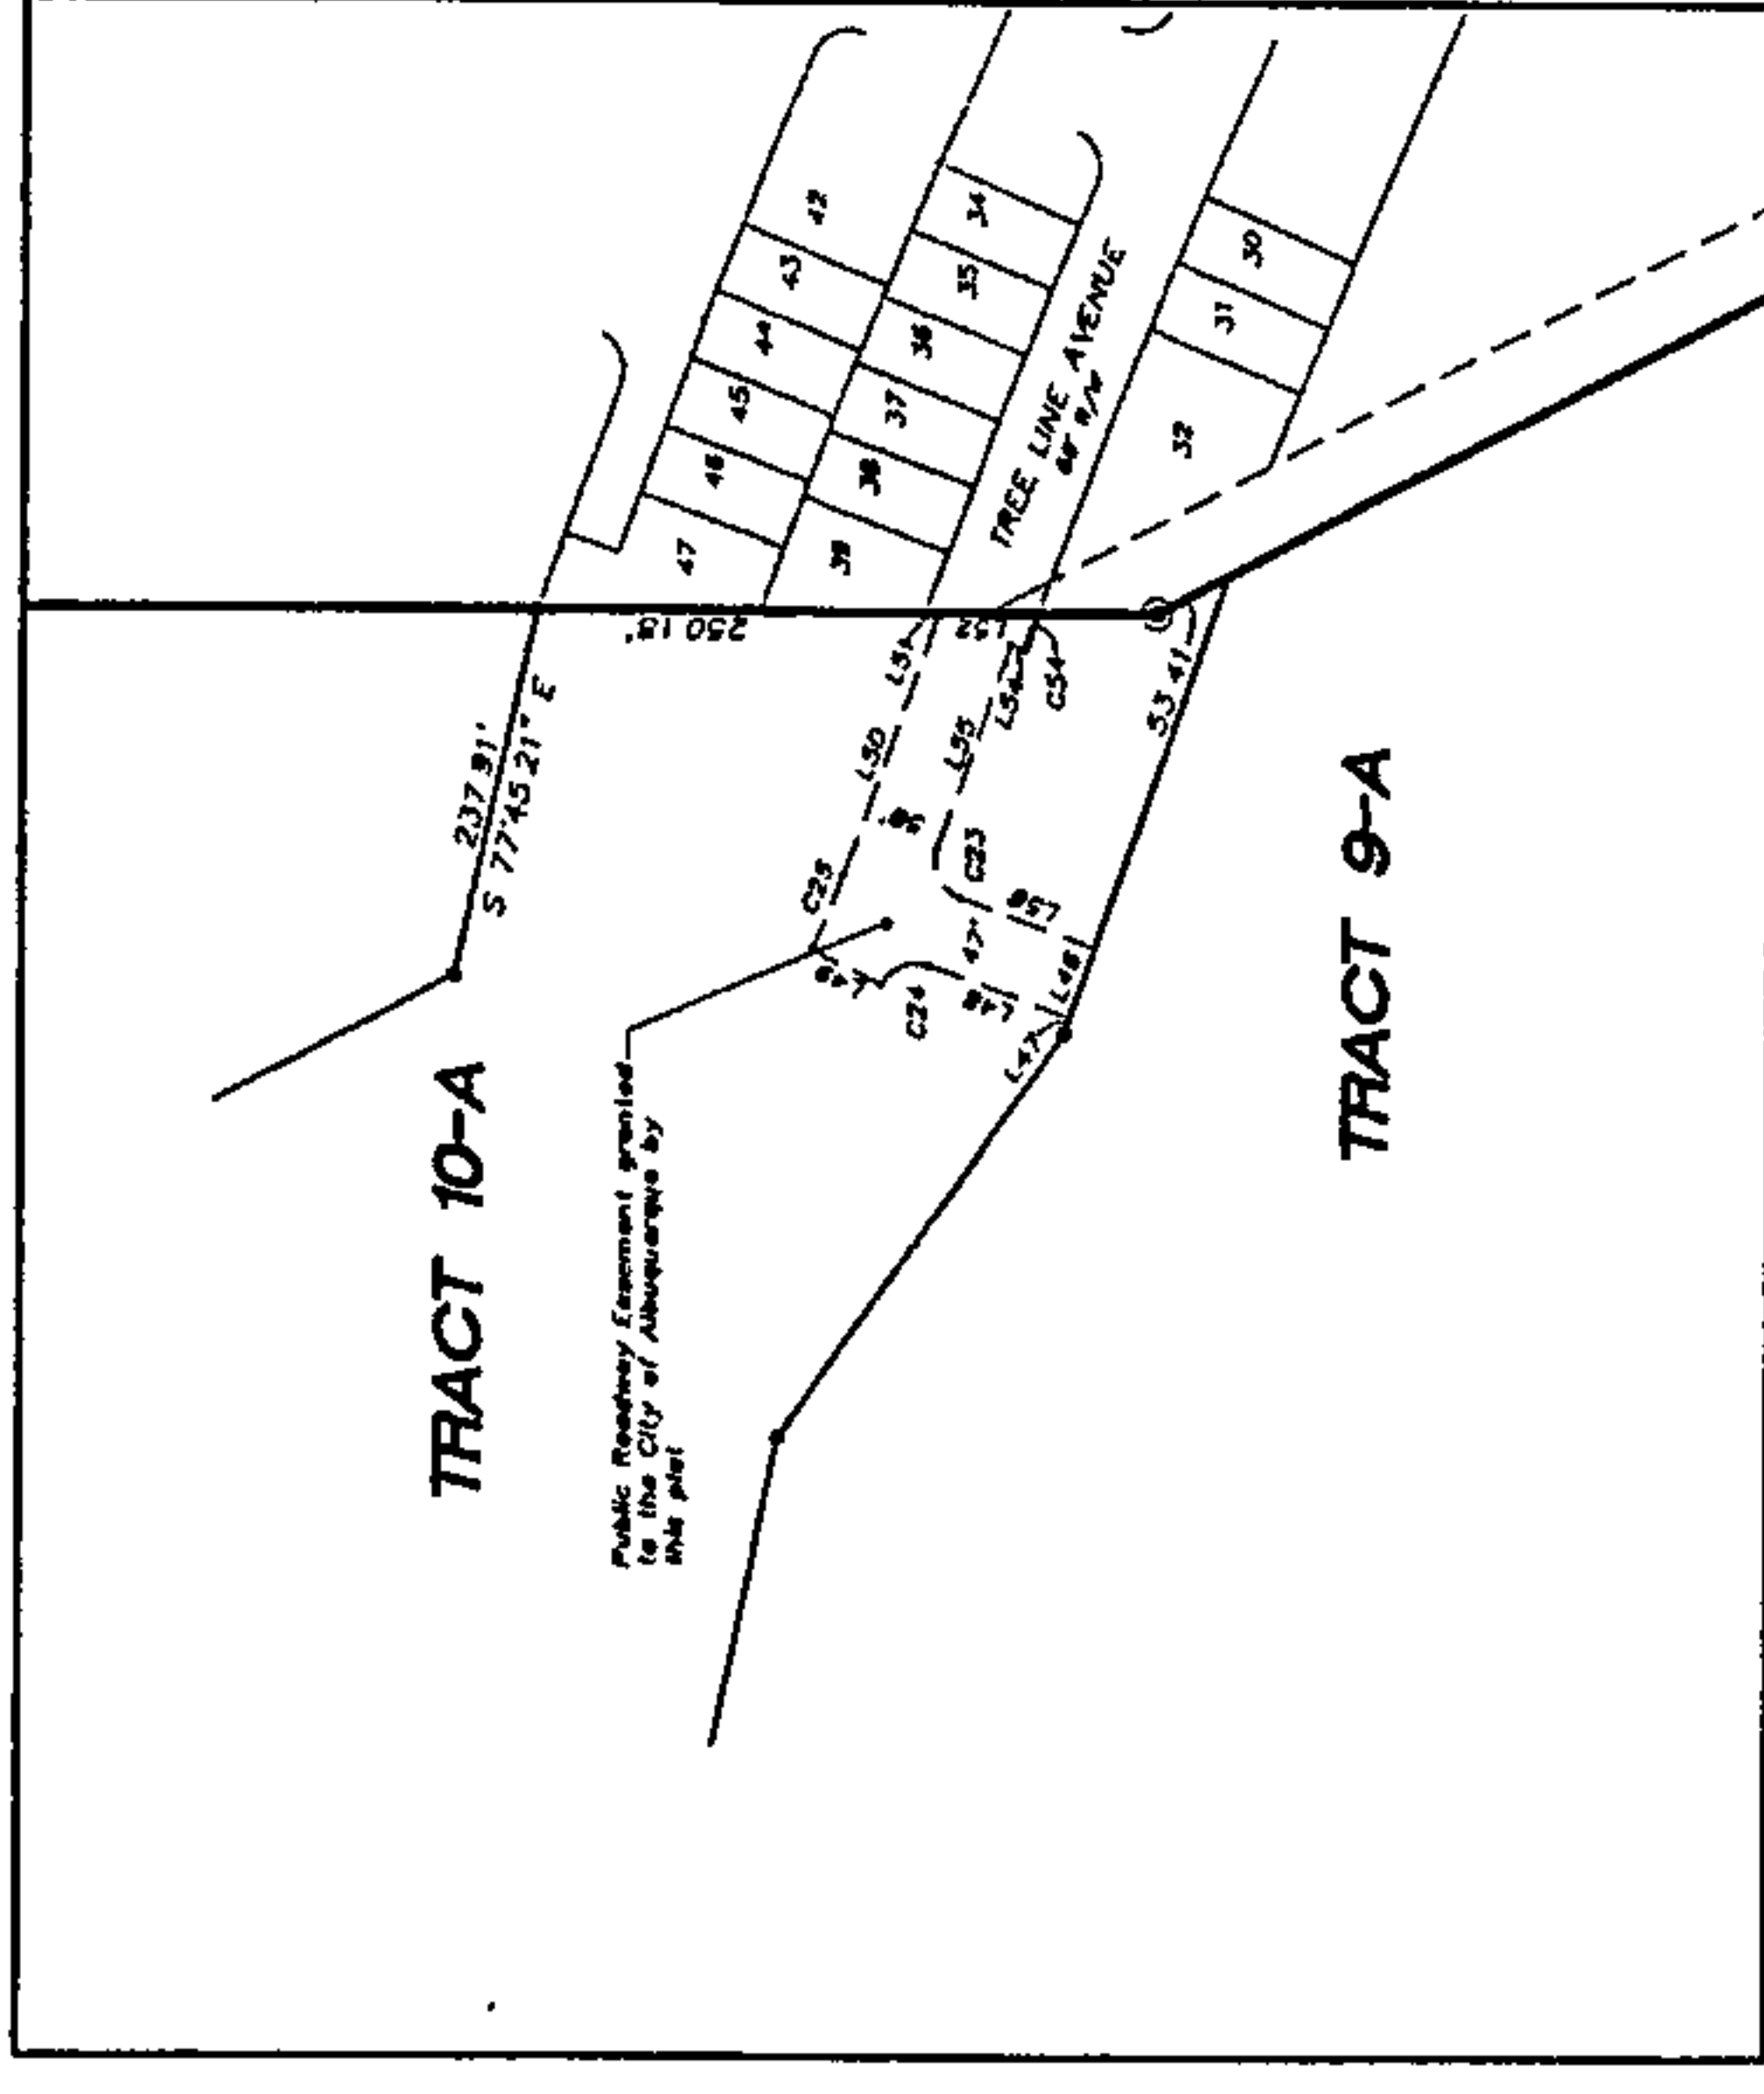 TRACT 10-A
Public Roadway Easement granted
to the City of Albuquerque by
this plat
237.91'
S 77°45'21" E
250.18'
42
43
44
45
46
47
34
35
36
37
38
39
TREE LINE AVENUE
60' R/W
30
31
32
L51
L52
L50
L54
C54
L55
C25
C23
47'
C24
L48
L47
53.41
TRACT 9-A